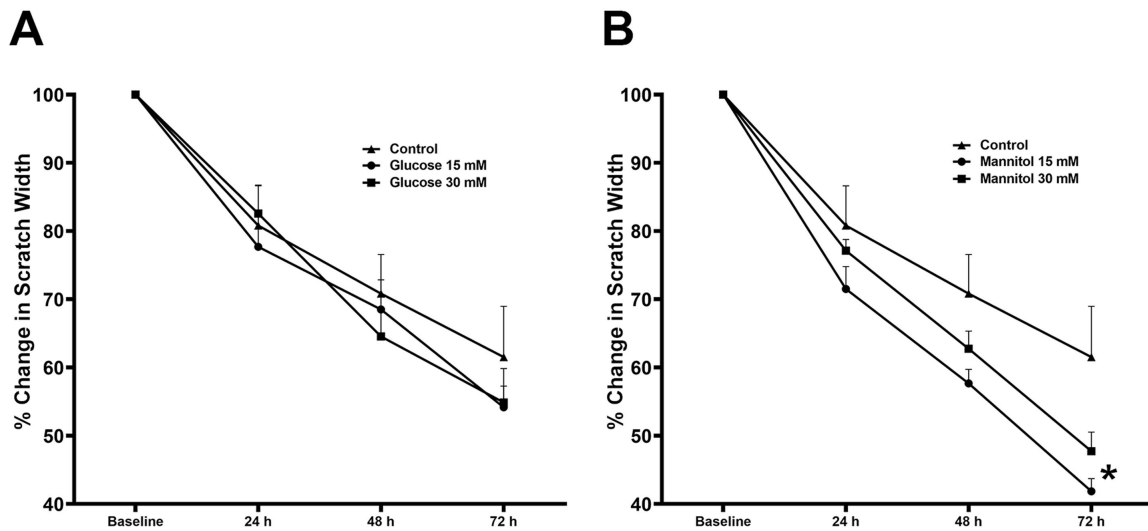 A
% Change in Scratch Width
100
90
80
70
60
50
40
Control
Glucose 15 mM
Glucose 30 mM
Baseline 24 h 48 h 72 h
B
% Change in Scratch Width
100
90
80
70
60
50
40
Control
Mannitol 15 mM
Mannitol 30 mM
*
Baseline 24 h 48 h 72 h